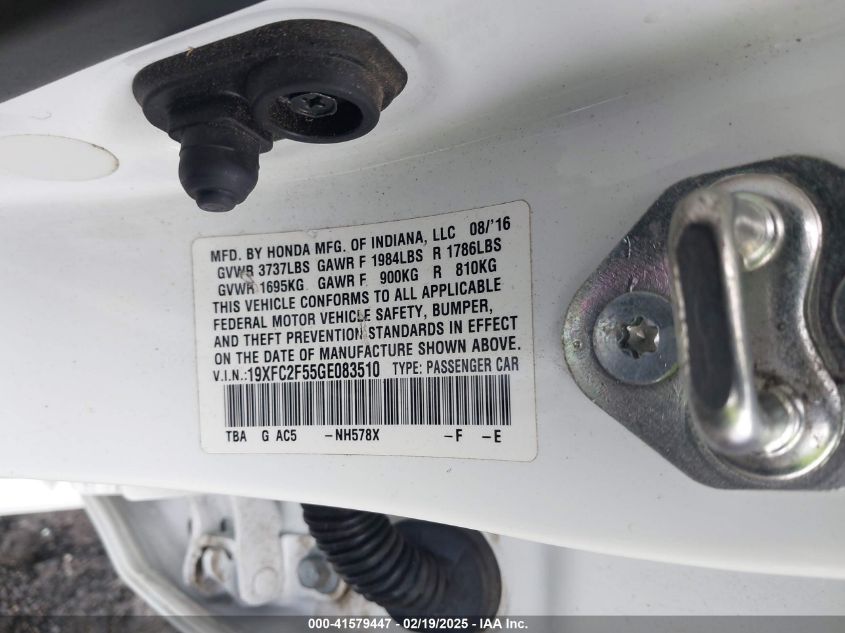 MFD. BY HONDA MFG. OF INDIANA, LLC 08/'16
GVWR 3737LBS GAWR F 1984LBS R 1786LBS
GVWR 1695KG GAWR F 900KG R 810KG
THIS VEHICLE CONFORMS TO ALL APPLICABLE
FEDERAL MOTOR VEHICLE SAFETY, BUMPER,
AND THEFT PREVENTION STANDARDS IN EFFECT
ON THE DATE OF MANUFACTURE SHOWN ABOVE.
V.I.N.:19XFC2F55GE083510 TYPE: PASSENGER CAR
TBA G AC5 -NH578X -F -E
000-41579447 - 02/19/2025 - IAA Inc.